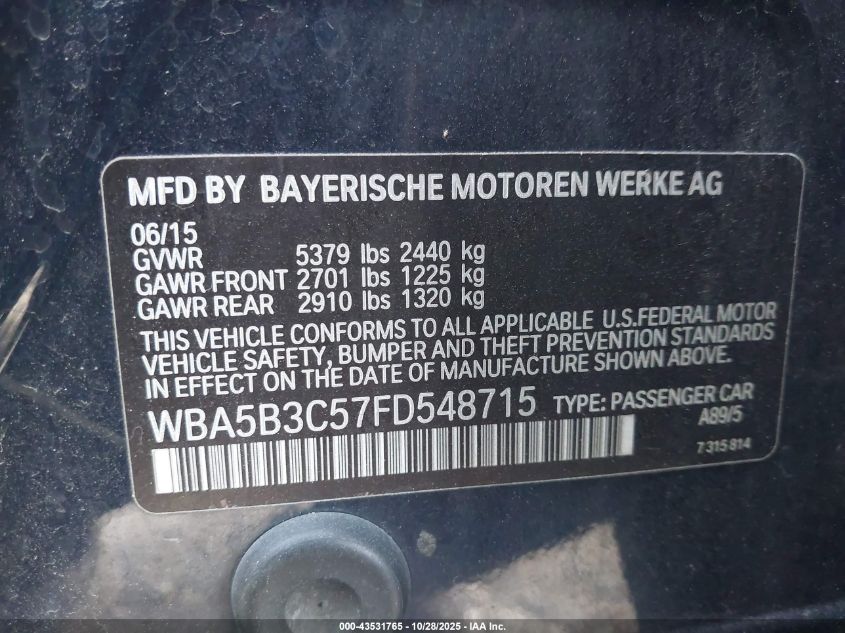 MFD BY BAYERISCHE MOTOREN WERKE AG
06/15
GVWR 5379 lbs 2440 kg
GAWR FRONT 2701 lbs 1225 kg
GAWR REAR 2910 lbs 1320 kg
THIS VEHICLE CONFORMS TO ALL APPLICABLE U.S.FEDERAL MOTOR
VEHICLE SAFETY, BUMPER AND THEFT PREVENTION STANDARDS
IN EFFECT ON THE DATE OF MANUFACTURE SHOWN ABOVE.
WBA5B3C57FD548715 TYPE: PASSENGER CAR
A89/5
7 315 814
000-43531765 | 10/28/2025 - IAA Inc.